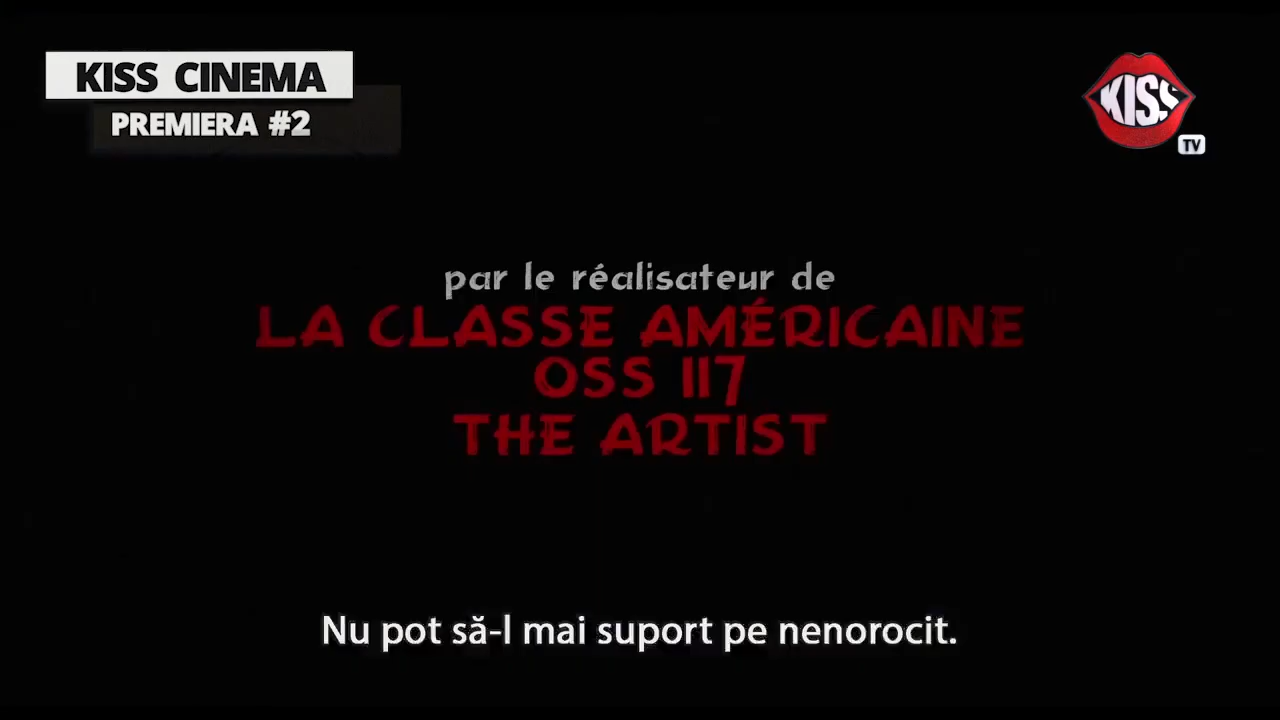 KISS CINEMA
PREMIERA #2
KISS
TV
par le réalisateur de
LA CLASSE AMÉRICAINE
OSS 117
THE ARTIST
Nu pot să-l mai suport pe nenorocit.